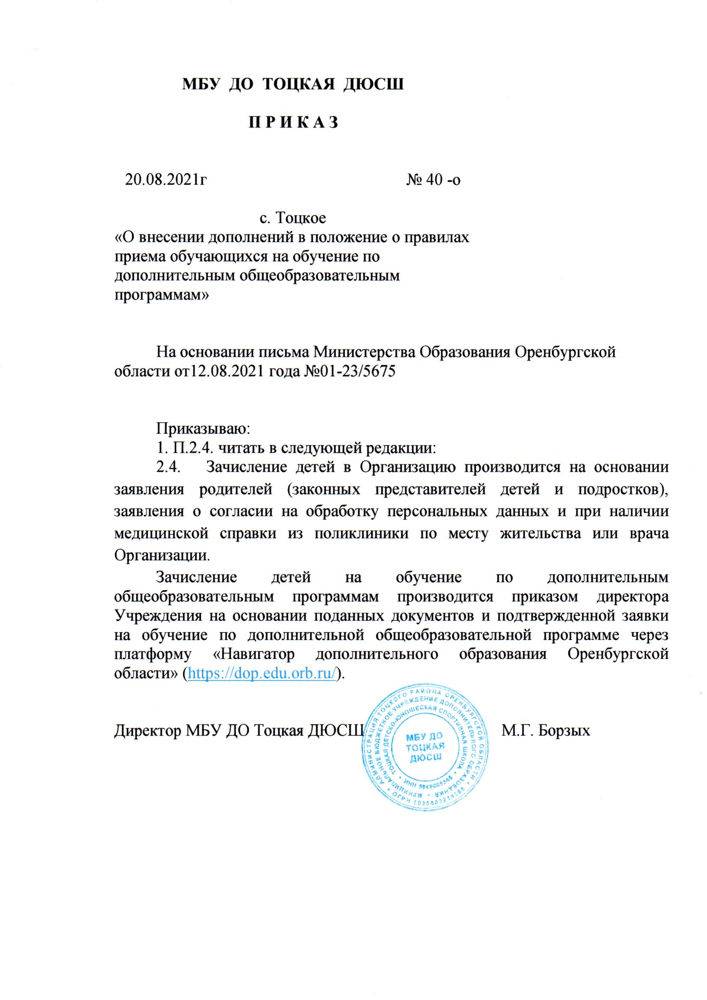 МБУ ДО ТОЦКАЯ ДЮСШ
П Р И К А З
20.08.2021г № 40 -о
с. Тоцкое
«О внесении дополнений в положение о правилах
приема обучающихся на обучение по
дополнительным общеобразовательным
программам»
На основании письма Министерства Образования Оренбургской
области от12.08.2021 года №01-23/5675
Приказываю:
1. П.2.4. читать в следующей редакции:
2.4. Зачисление детей в Организацию производится на основании
заявления родителей (законных представителей детей и подростков),
заявления о согласии на обработку персональных данных и при наличии
медицинской справки из поликлиники по месту жительства или врача
Организации.
Зачисление детей на обучение по дополнительным
общеобразовательным программам производится приказом директора
Учреждения на основании поданных документов и подтвержденной заявки
на обучение по дополнительной общеобразовательной программе через
платформу «Навигатор дополнительного образования Оренбургской
области» (https://dop.edu.orb.ru/).
Директор МБУ ДО Тоцкая ДЮСШ М.Г. Борзых
АДМИНИСТРАЦИЯ ТОЦКОГО РАЙОНА ОРЕНБУРГСКОЙ ОБЛАСТИ
ОГРН
МУНИЦИПАЛЬНОЕ БЮДЖЕТНОЕ УЧРЕЖДЕНИЕ ДОПОЛНИТЕЛЬНОГО ОБРАЗОВАНИЯ
ТОЦКАЯ ДЕТСКО-ЮНОШЕСКАЯ СПОРТИВНАЯ ШКОЛА
ИНН
МБУ ДО
ТОЦКАЯ
ДЮСШ